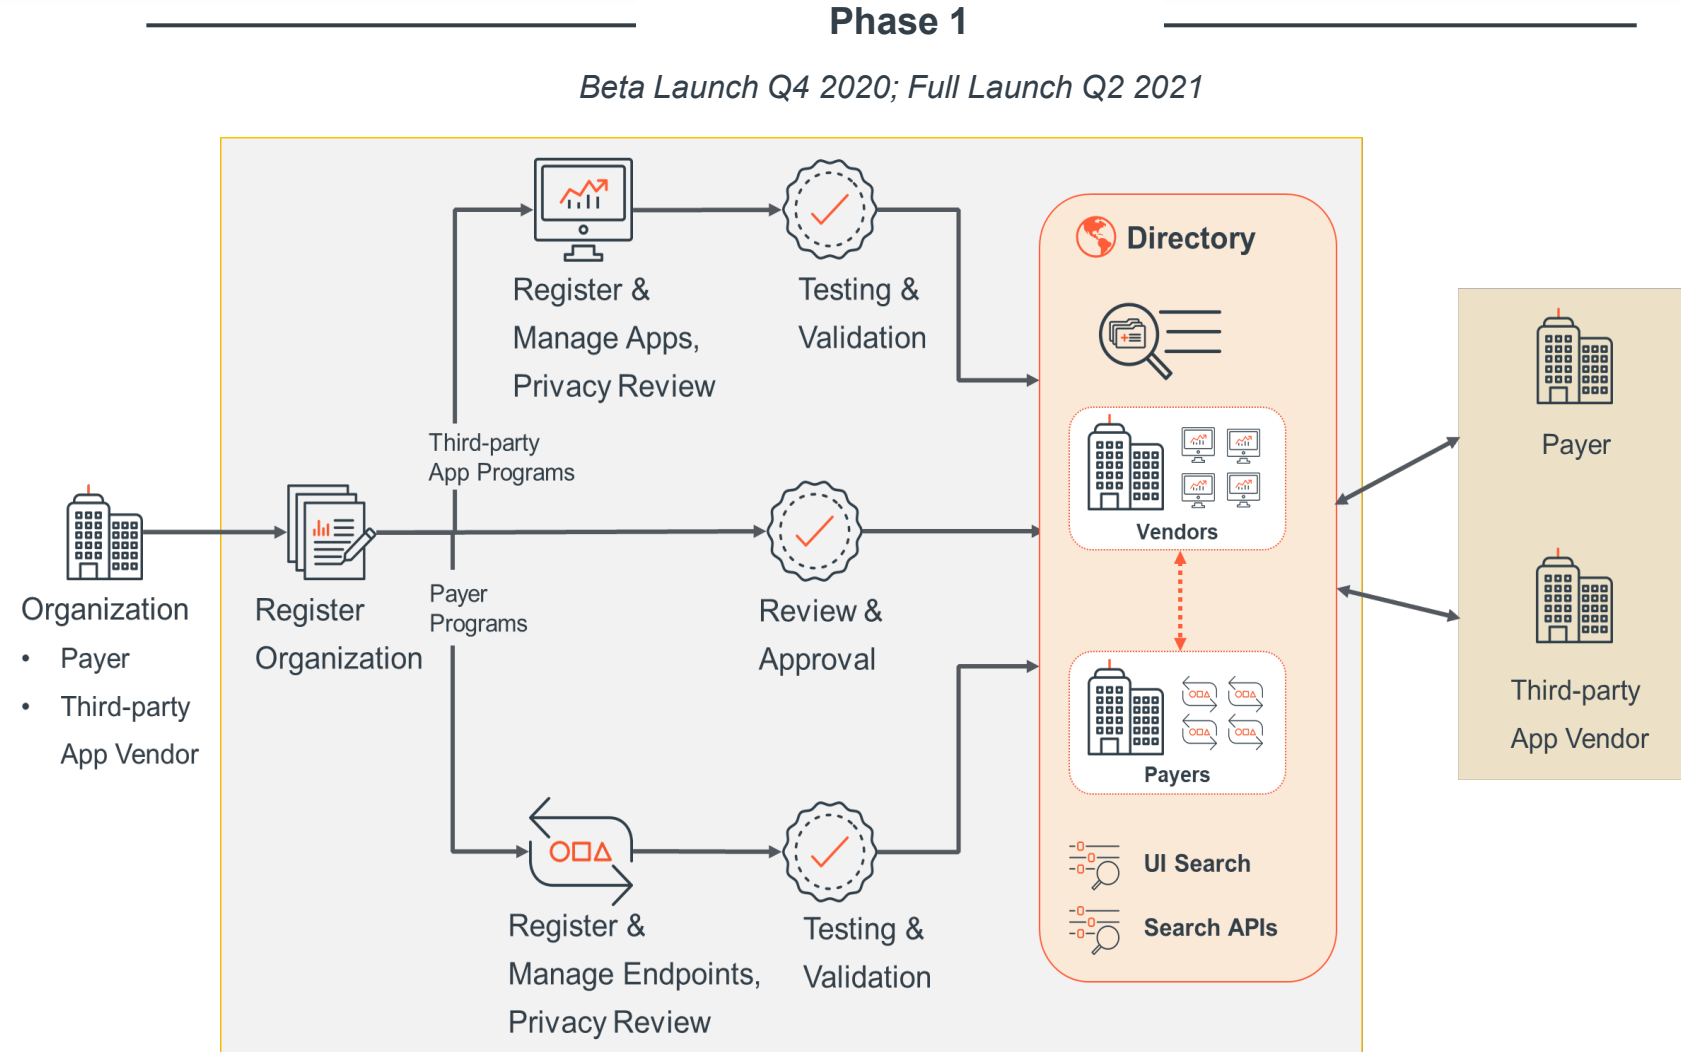 Phase 1
Beta Launch Q4 2020; Full Launch Q2 2021
Organization
• Payer
• Third-party
App Vendor
Register
Organization
Third-party
App Programs
Payer
Programs
Register &
Manage Apps,
Privacy Review
Testing &
Validation
Review &
Approval
Register &
Manage Endpoints,
Privacy Review
Testing &
Validation
Directory
Vendors
Payers
UI Search
Search APIs
Payer
Third-party
App Vendor